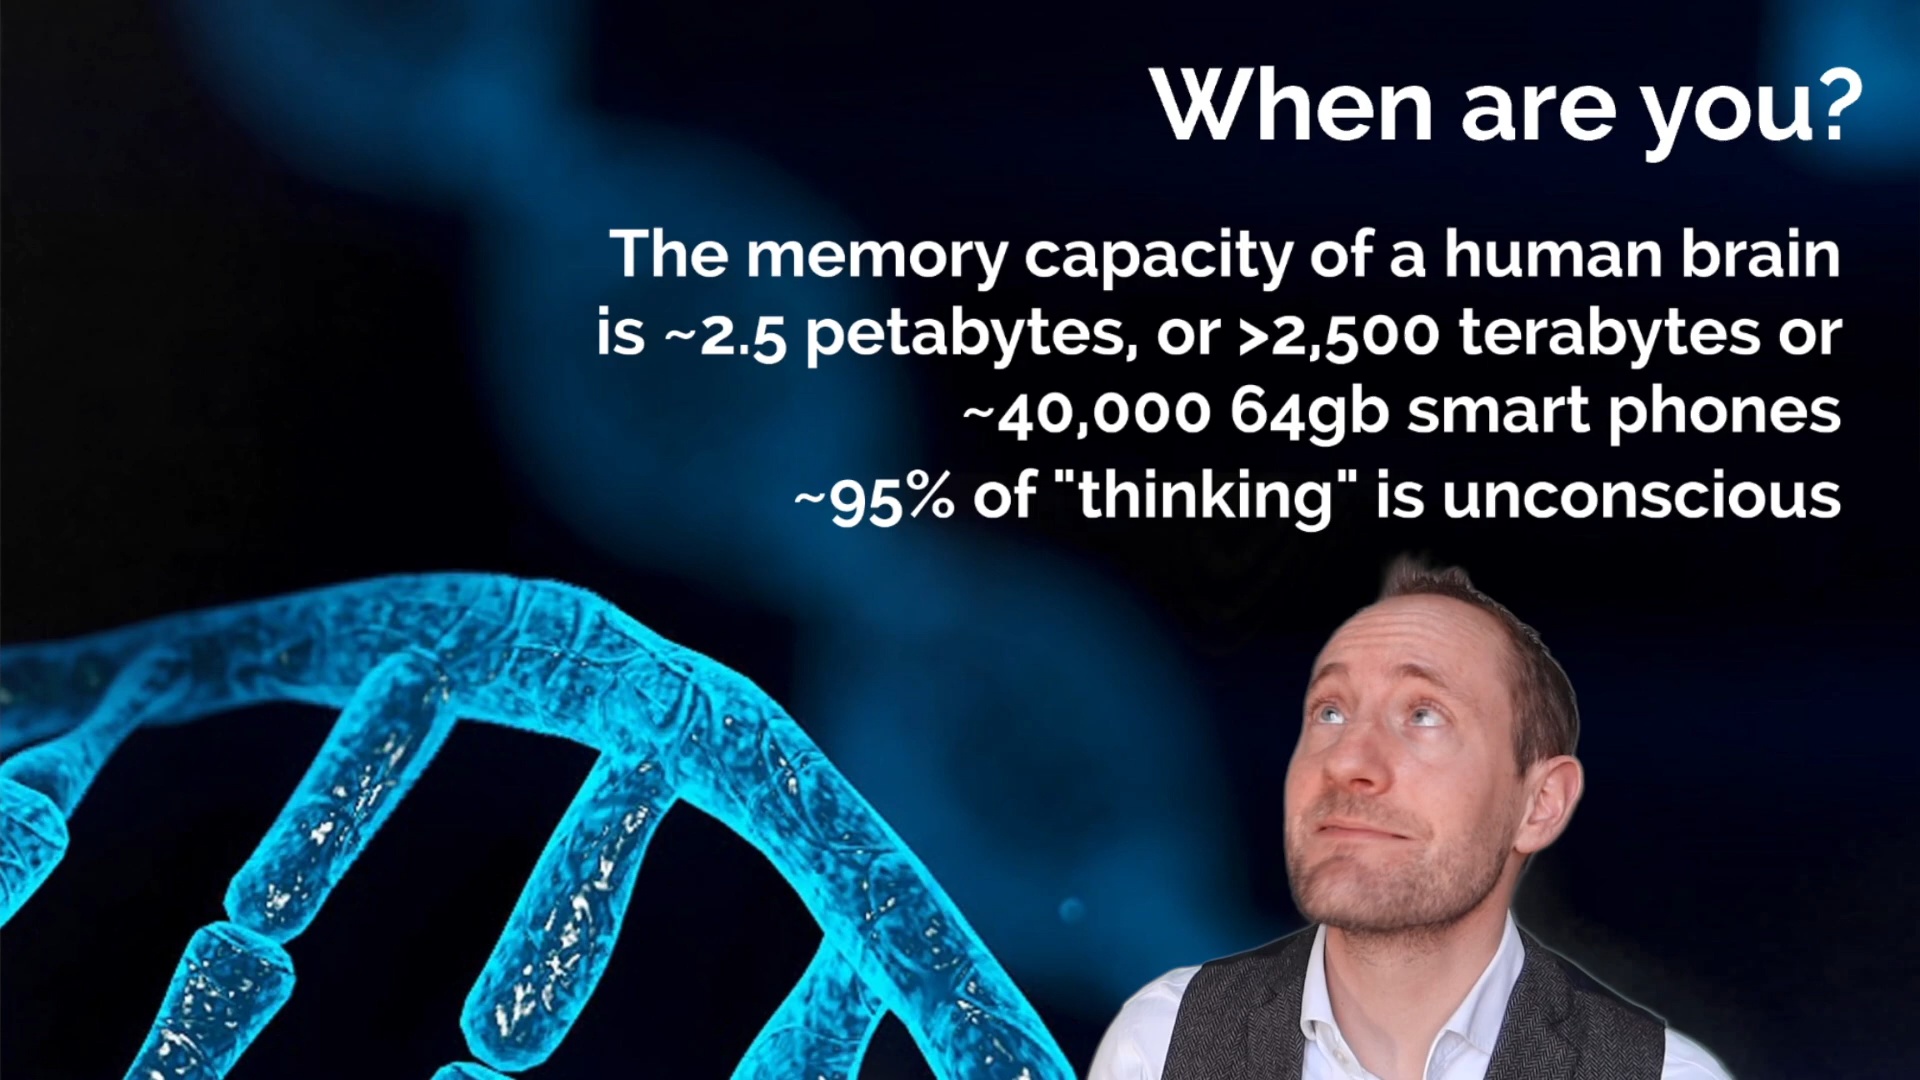 When are you?
The memory capacity of a human brain
is ~2.5 petabytes, or >2,500 terabytes or
~40,000 64gb smart phones
~95% of "thinking" is unconscious